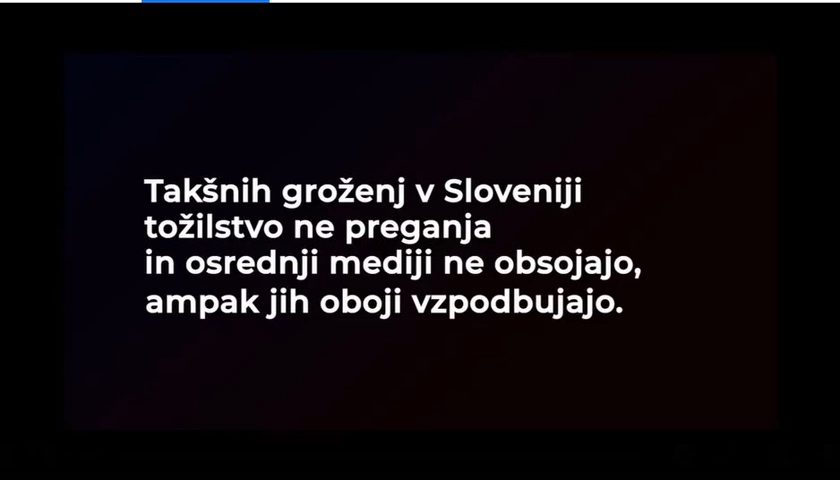 Takšnih groženj v Sloveniji
tožilstvo ne preganja
in osrednji mediji ne obsojajo,
ampak jih oboji vzpodbujajo.